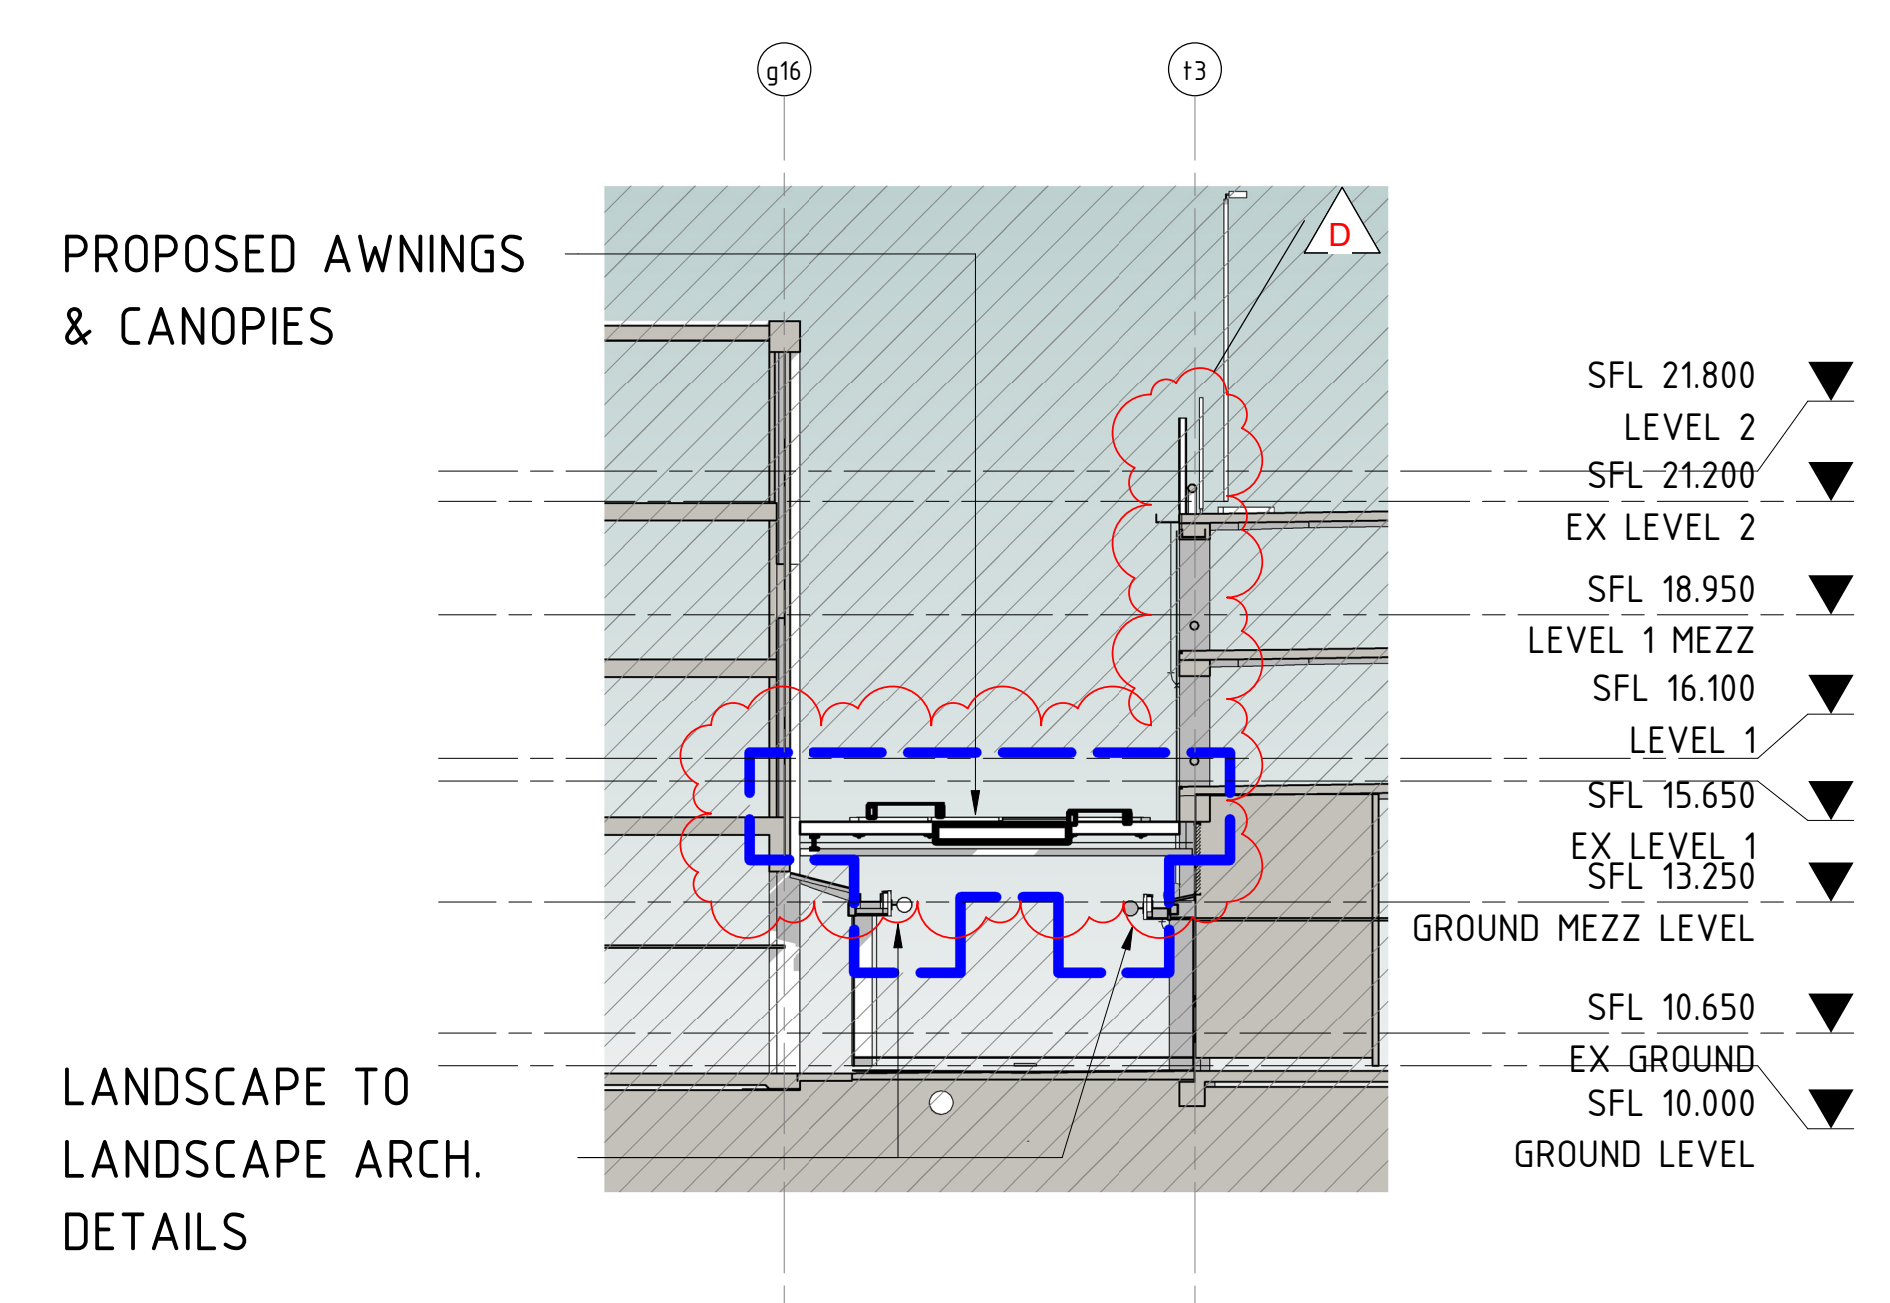 g16
t3
D
PROPOSED AWNINGS
& CANOPIES
SFL 21.800
LEVEL 2
SFL 21.200
EX LEVEL 2
SFL 18.950
LEVEL 1 MEZZ
SFL 16.100
LEVEL 1
SFL 15.650
EX LEVEL 1
SFL 13.250
GROUND MEZZ LEVEL
SFL 10.650
EX GROUND
SFL 10.000
GROUND LEVEL
LANDSCAPE TO
LANDSCAPE ARCH.
DETAILS